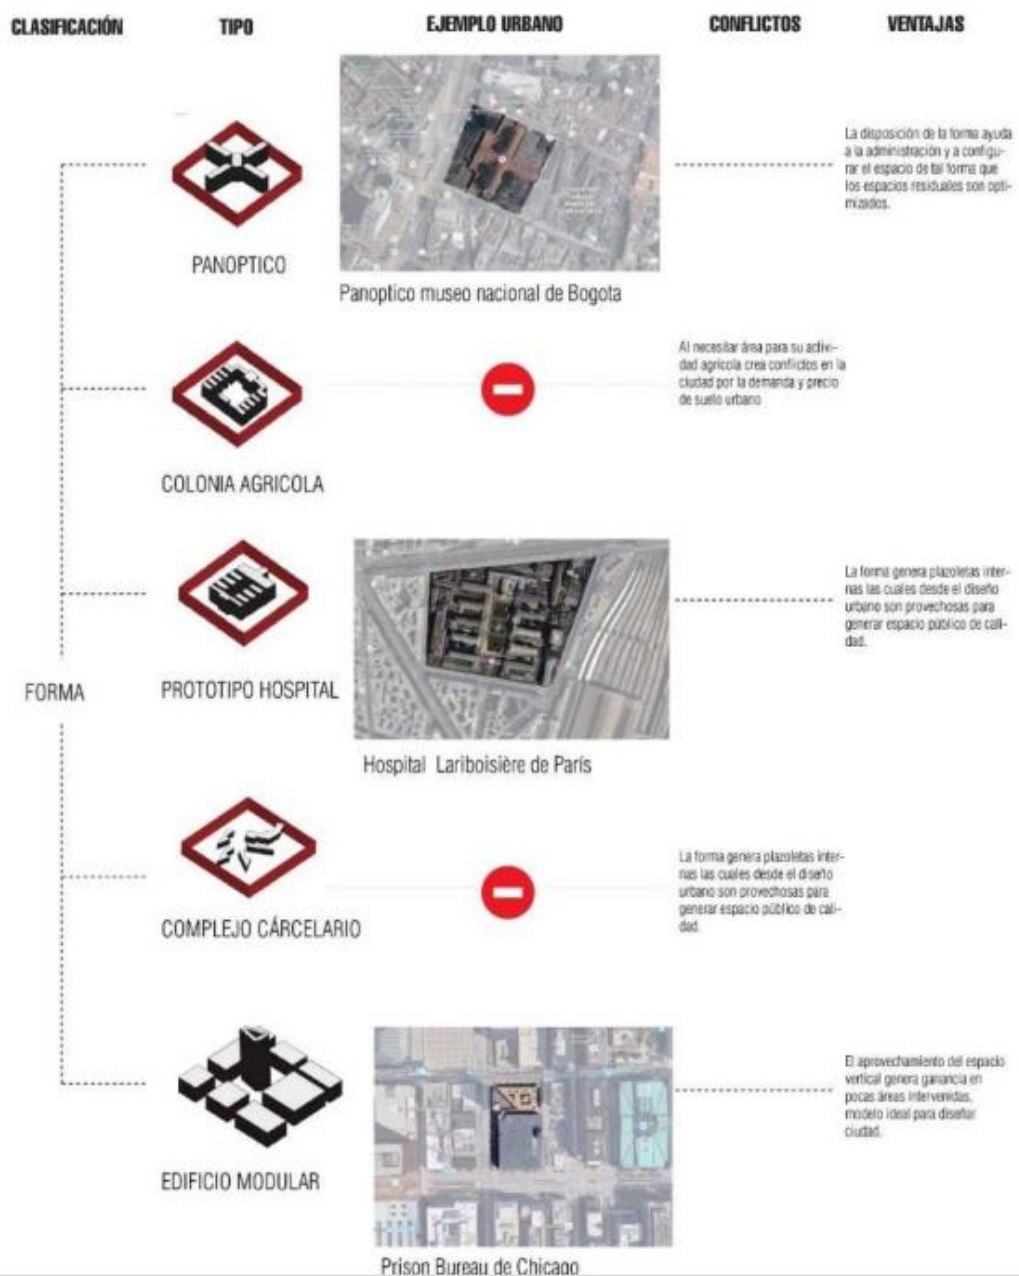 CLASIFICACIÓN TIPO EJEMPLO URBANO CONFLICTOS VENTAJAS
PANOPTICO
Panoptico museo nacional de Bogota
La disposición de la forma ayuda
a la administración y a configu-
rar el espacio de tal forma que
los espacios residuales son opti-
mizados.
COLONIA AGRICOLA
Al necesitar área para su activi-
dad agrícola crea conflictos en la
ciudad por la demanda y precio
de suelo urbano
FORMA
PROTOTIPO HOSPITAL
Hospital Lariboisière de París
La forma genera plazoletas inter-
nas las cuales desde el diseño
urbano son provechosas para
generar espacio público de cali-
dad.
COMPLEJO CÁRCELARIO
La forma genera plazoletas inter-
nas las cuales desde el diseño
urbano son provechosas para
generar espacio público de cali-
dad.
EDIFICIO MODULAR
Prison Bureau de Chicago
El aprovechamiento del espacio
vertical genera ganancia en
pocas áreas intervenidas,
modelo ideal para diseñar
ciudad.